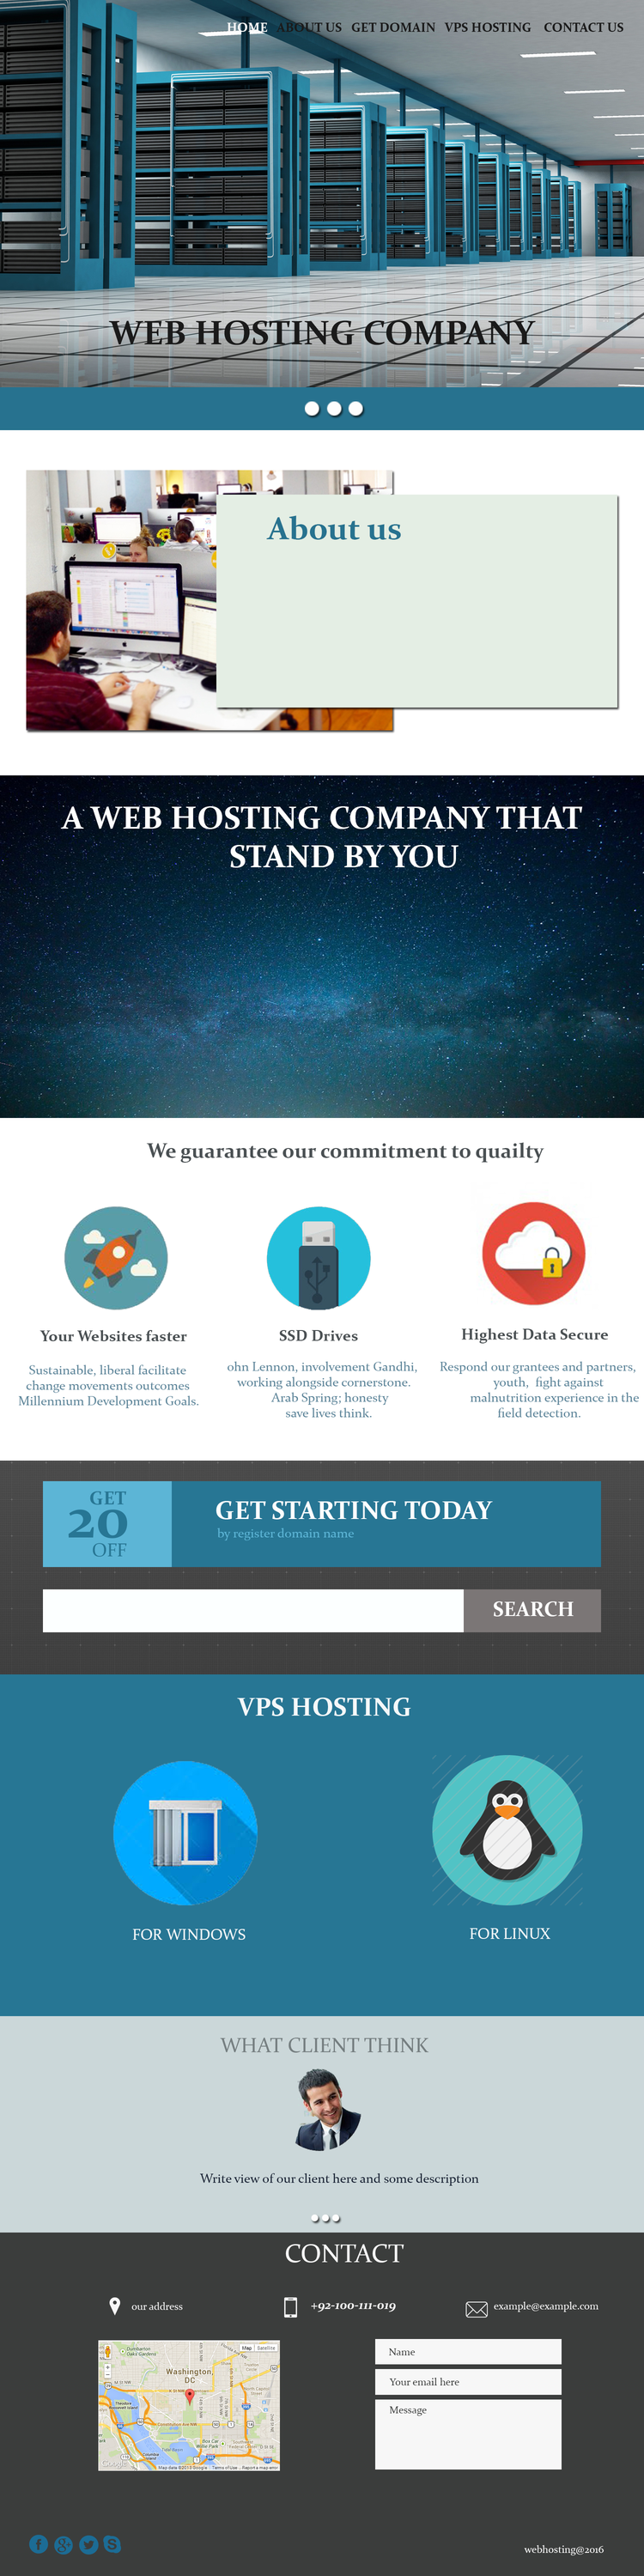 HOME ABOUT US GET DOMAIN VPS HOSTING CONTACT US
WEB HOSTING COMPANY
About us
A WEB HOSTING COMPANY THAT
STAND BY YOU
We guarantee our commitment to quailty
Your Websites faster
Sustainable, liberal facilitate
change movements outcomes
Millennium Development Goals.
SSD Drives
ohn Lennon, involvement Gandhi,
working alongside cornerstone.
Arab Spring; honesty
save lives think.
Highest Data Secure
Respond our grantees and partners,
youth, fight against
malnutrition experience in the
field detection.
GET
20
OFF
GET STARTING TODAY
by register domain name
SEARCH
VPS HOSTING
FOR WINDOWS
FOR LINUX
WHAT CLIENT THINK
Write view of our client here and some description
CONTACT
our address
+92-100-111-019
example@example.com
Map Satellite
Washington,
DC
Google
Name
Your email here
Message
webhosting@2016